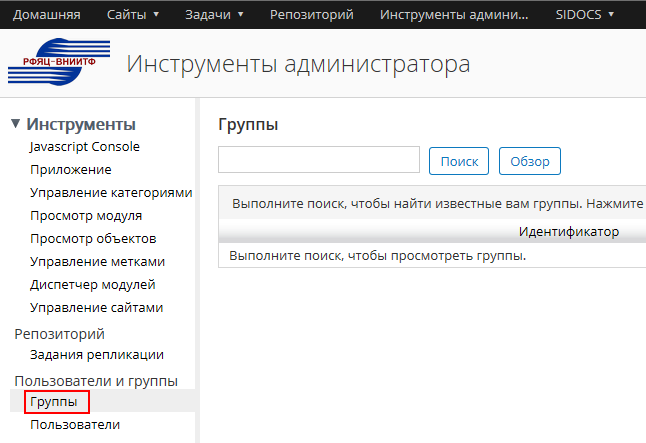 Домашняя Сайты Задачи Репозиторий Инструменты админи... SIDOCS
РФЯЦ-ВНИИТФ
Инструменты администратора
Инструменты
Javascript Console
Приложение
Управление категориями
Просмотр модуля
Просмотр объектов
Управление метками
Диспетчер модулей
Управление сайтами
Репозиторий
Задания репликации
Пользователи и группы
Группы
Пользователи
Группы
Поиск Обзор
Выполните поиск, чтобы найти известные вам группы. Нажмите
Идентификатор
Выполните поиск, чтобы просмотреть группы.